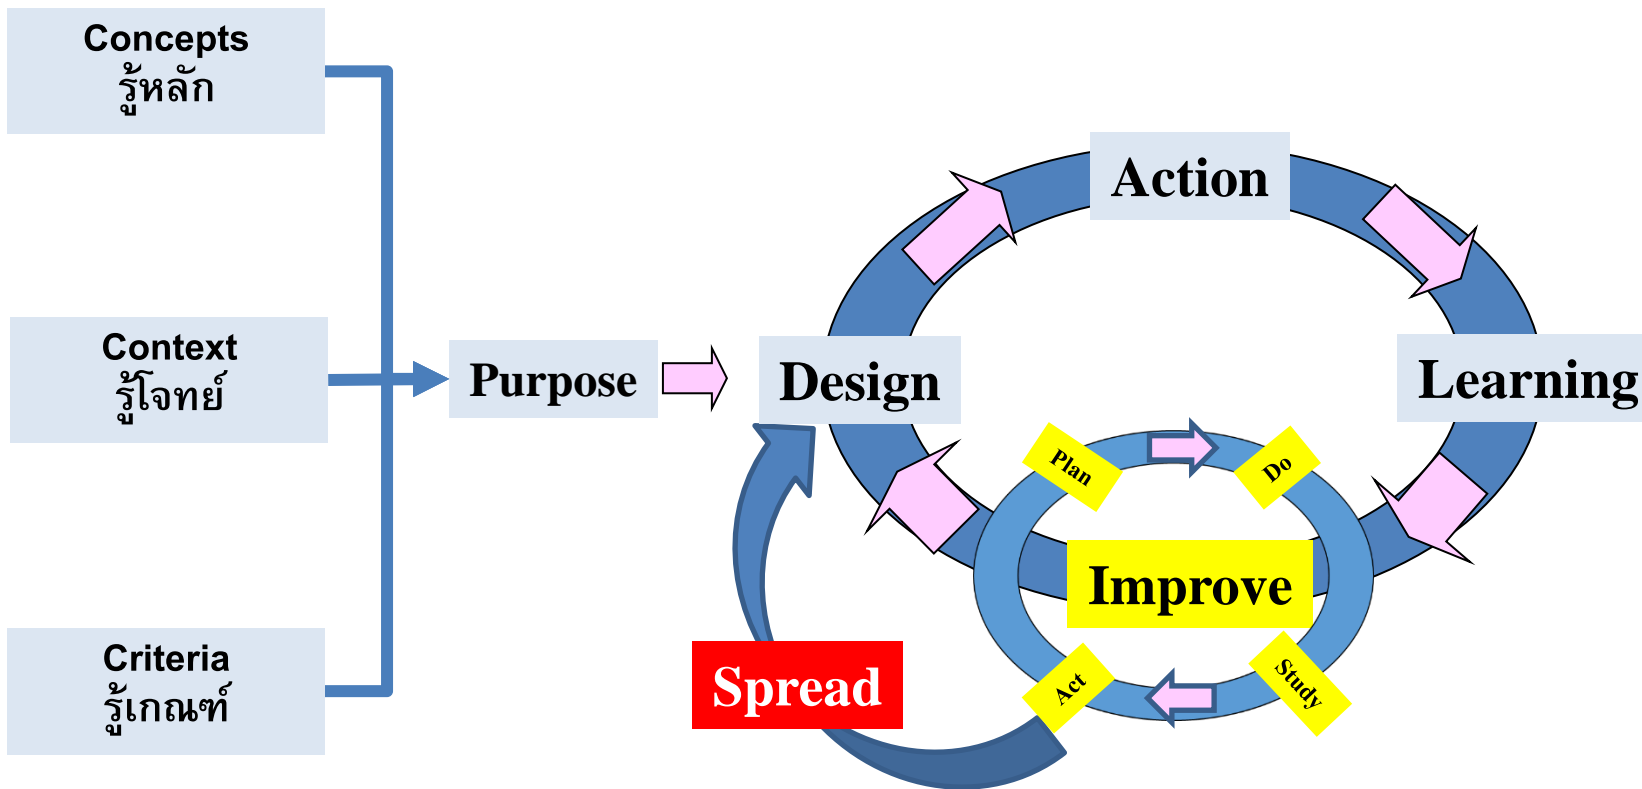 Concepts
รู้หลัก
Context
รู้โจทย์
Criteria
รู้เกณฑ์
Purpose
Design
Action
Learning
Improve
Plan
Do
Study
Act
Spread